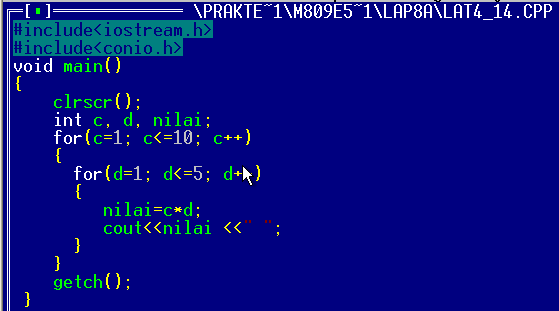 [■] \PRAKTE~1\M809E5~1\LAP8A\LAT4_14.CPP
#include<iostream.h>
#include<conio.h>
void main()
{
clrscr();
int c, d, nilai;
for(c=1; c<=10; c++)
{
for(d=1; d<=5; d++)
{
nilai=c*d;
cout<<nilai <<" ";
}
}
getch();
}